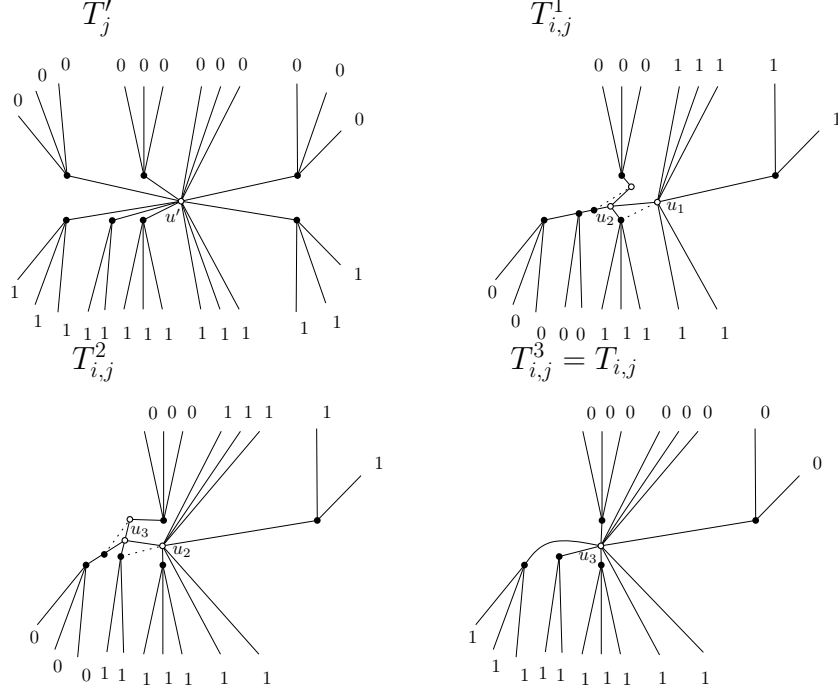 T′_j
0 0 0 0 0 0 0 0 0 0 0 0
u′
1 1 1 1 1 1 1 1 1 1 1 1 1 1
T^1_{i,j}
0 0 0 1 1 1 1 1
u_2 u_1
0 0 0 0 0 1 1 1 1 1
T^2_{i,j}
0 0 0 1 1 1 1 1
u_3 u_2
0 0 0 1 1 1 1 1 1 1
T^3_{i,j} = T_{i,j}
0 0 0 0 0 0 0 0
u_3
1 1 1 1 1 1 1 1 1 1